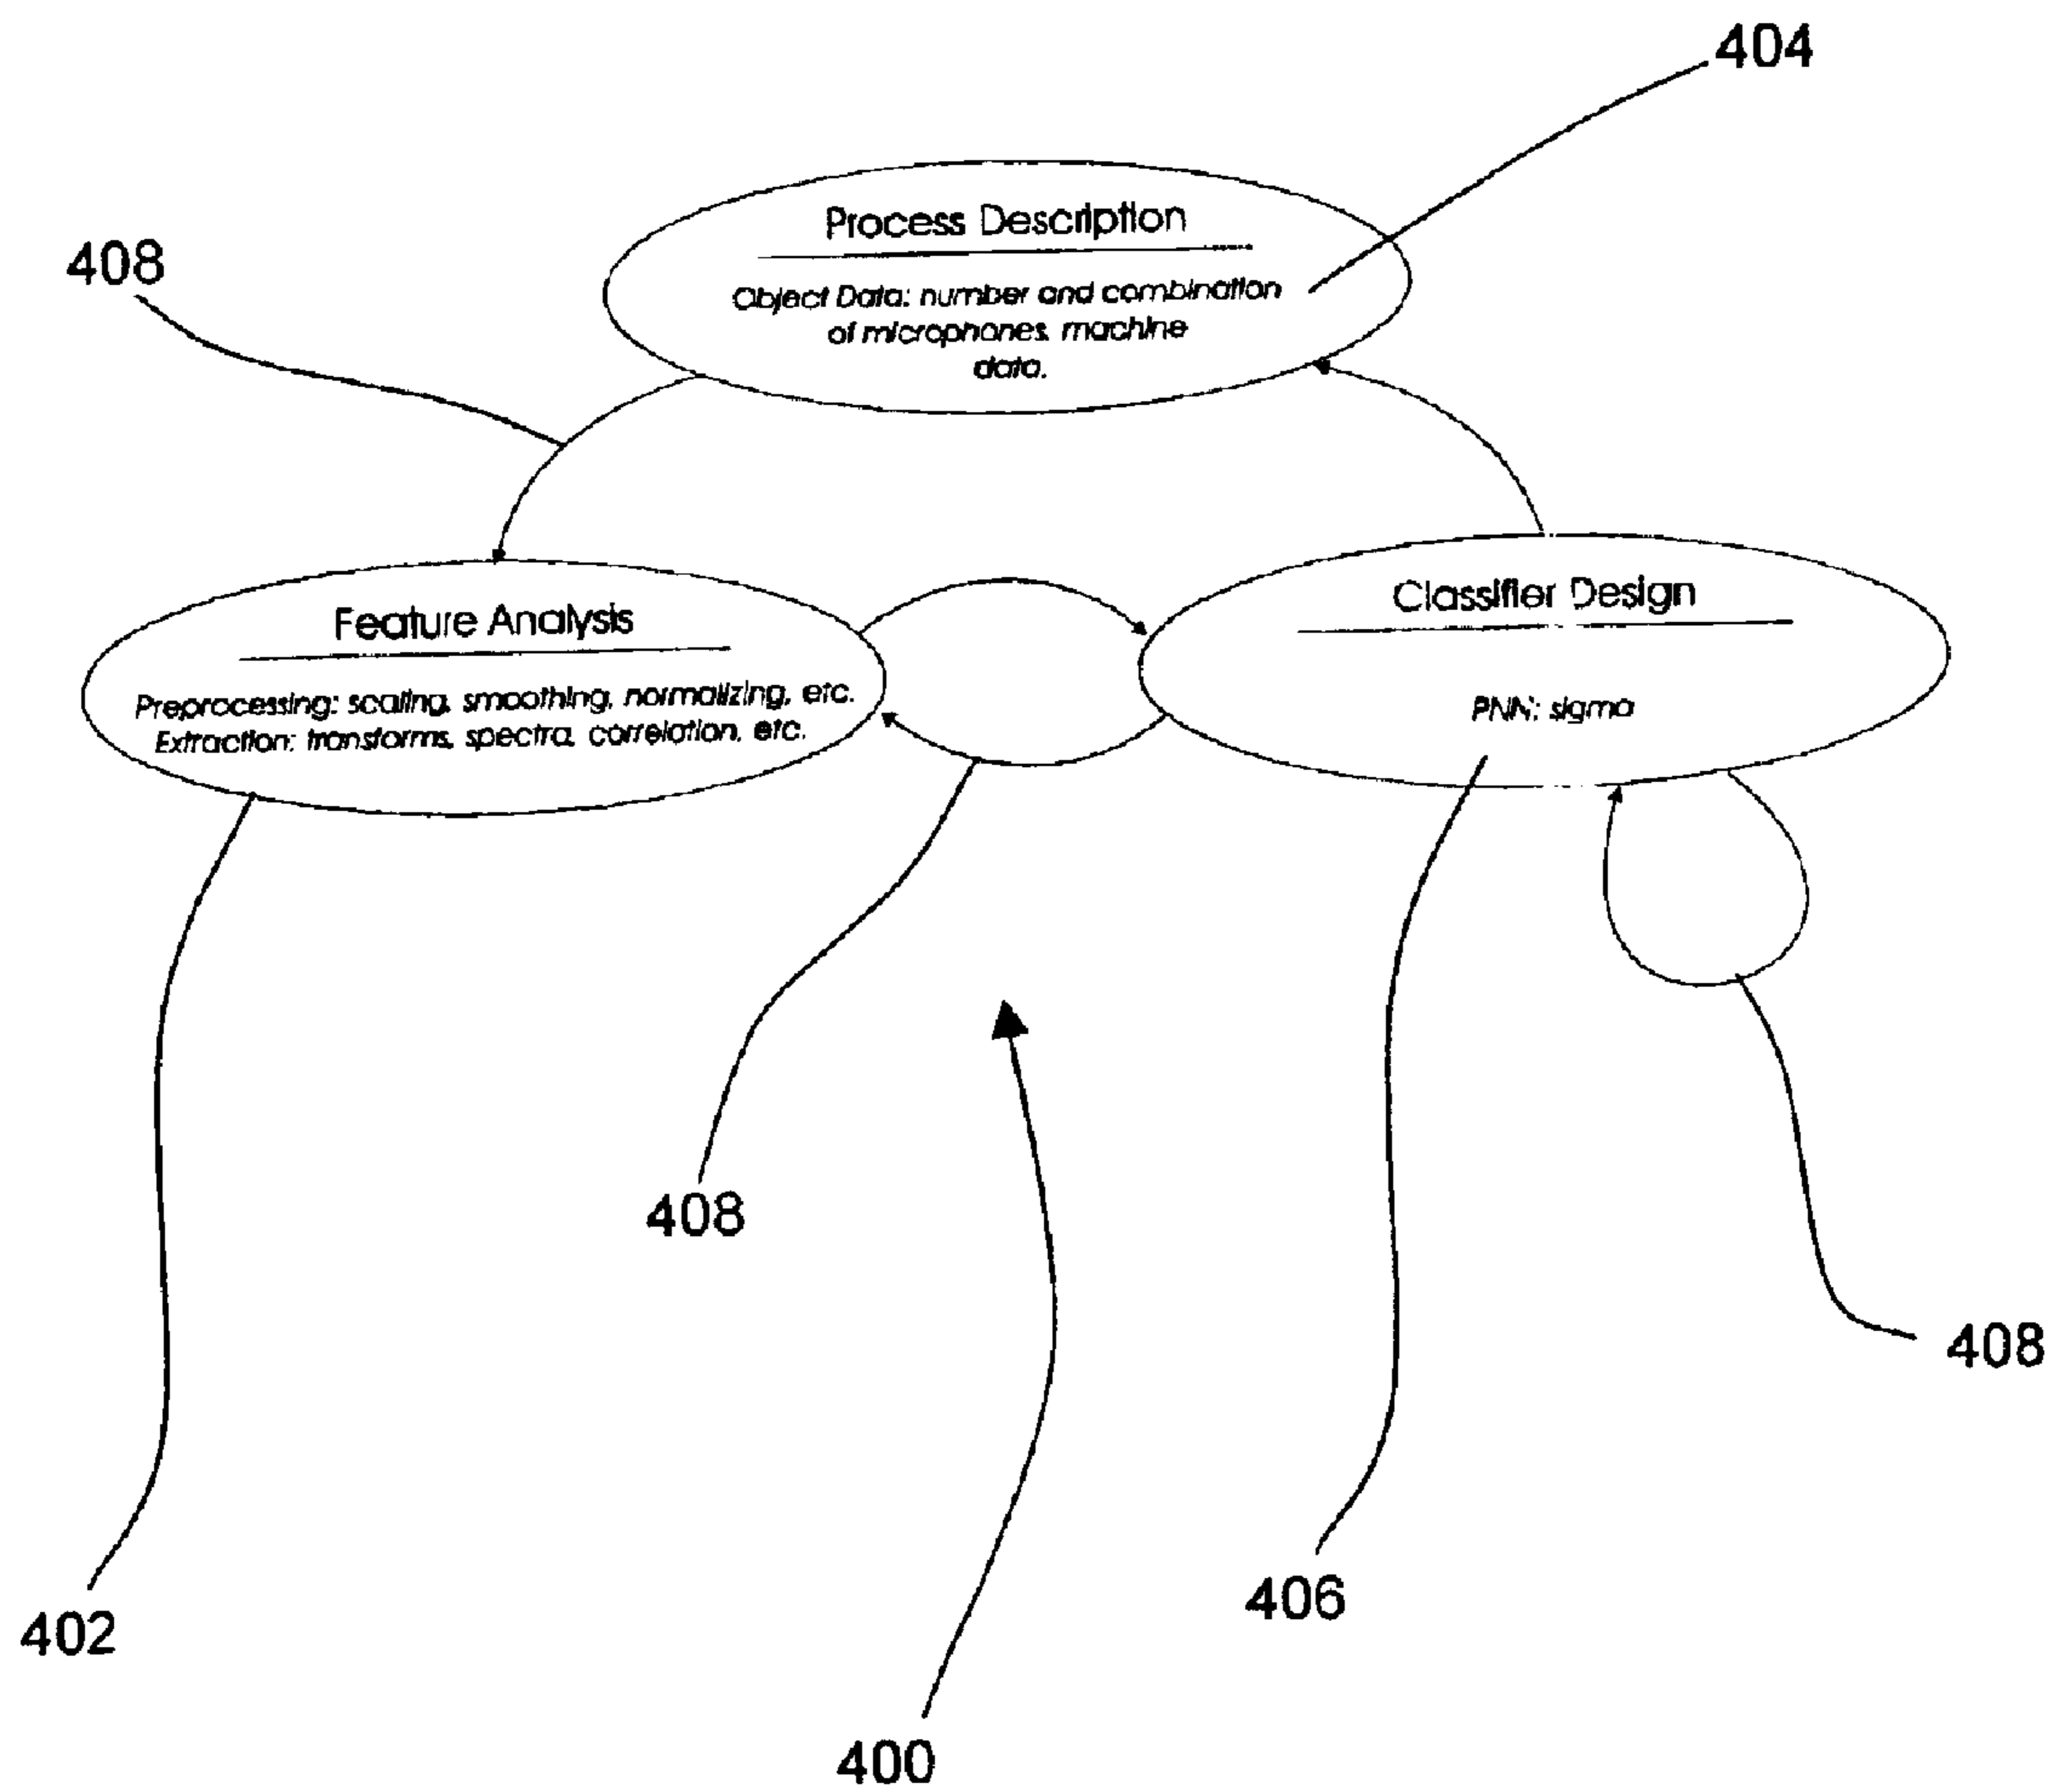 404
Process Description
408
Object Data: number and combination
of microphones, machine
data.
Classifier Design
Feature Analysis
Preprocessing: scaling, smoothing, normalizing, etc.
PNN: sigma
Extraction: transforms, spectra, correlation, etc.
408
408
406
402
400